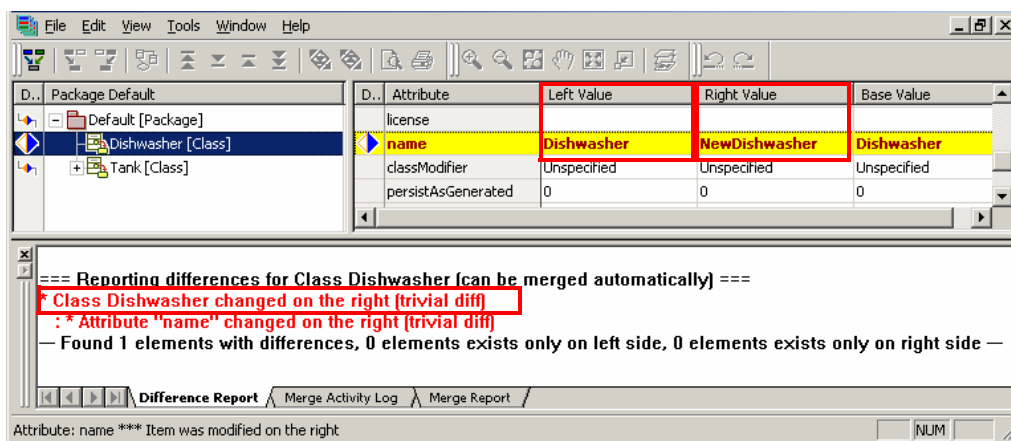 File Edit View Tools Window Help
D.. Package Default
Default [Package]
Dishwasher [Class]
Tank [Class]
D.. Attribute Left Value Right Value Base Value
license
name Dishwasher NewDishwasher Dishwasher
classModifier Unspecified Unspecified Unspecified
persistAsGenerated 0 0 0
=== Reporting differences for Class Dishwasher (can be merged automatically) ===
* Class Dishwasher changed on the right (trivial diff)
: * Attribute "name" changed on the right (trivial diff)
— Found 1 elements with differences, 0 elements exists only on left side, 0 elements exists only on right side —
Difference Report Merge Activity Log Merge Report
Attribute: name *** Item was modified on the right NUM